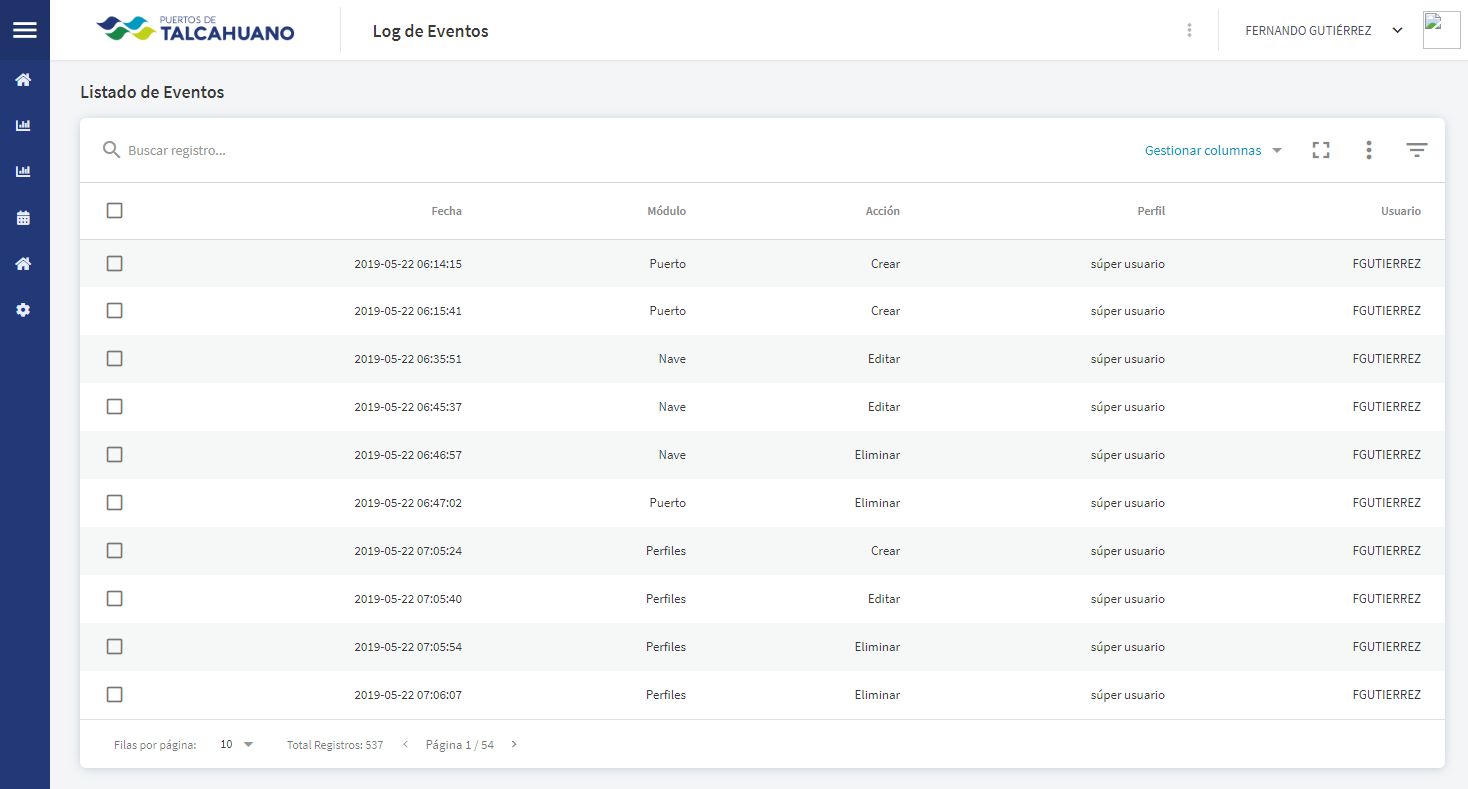 PUERTOS DE
TALCAHUANO
Log de Eventos
FERNANDO GUTIÉRREZ
Listado de Eventos
Buscar registro...
Gestionar columnas
Fecha Módulo Acción Perfil Usuario
2019-05-22 06:14:15 Puerto Crear súper usuario FGUTIERREZ
2019-05-22 06:15:41 Puerto Crear súper usuario FGUTIERREZ
2019-05-22 06:35:51 Nave Editar súper usuario FGUTIERREZ
2019-05-22 06:45:37 Nave Editar súper usuario FGUTIERREZ
2019-05-22 06:46:57 Nave Eliminar súper usuario FGUTIERREZ
2019-05-22 06:47:02 Puerto Eliminar súper usuario FGUTIERREZ
2019-05-22 07:05:24 Perfiles Crear súper usuario FGUTIERREZ
2019-05-22 07:05:40 Perfiles Editar súper usuario FGUTIERREZ
2019-05-22 07:05:54 Perfiles Eliminar súper usuario FGUTIERREZ
2019-05-22 07:06:07 Perfiles Eliminar súper usuario FGUTIERREZ
Filas por página: 10 Total Registros: 537 Página 1 / 54